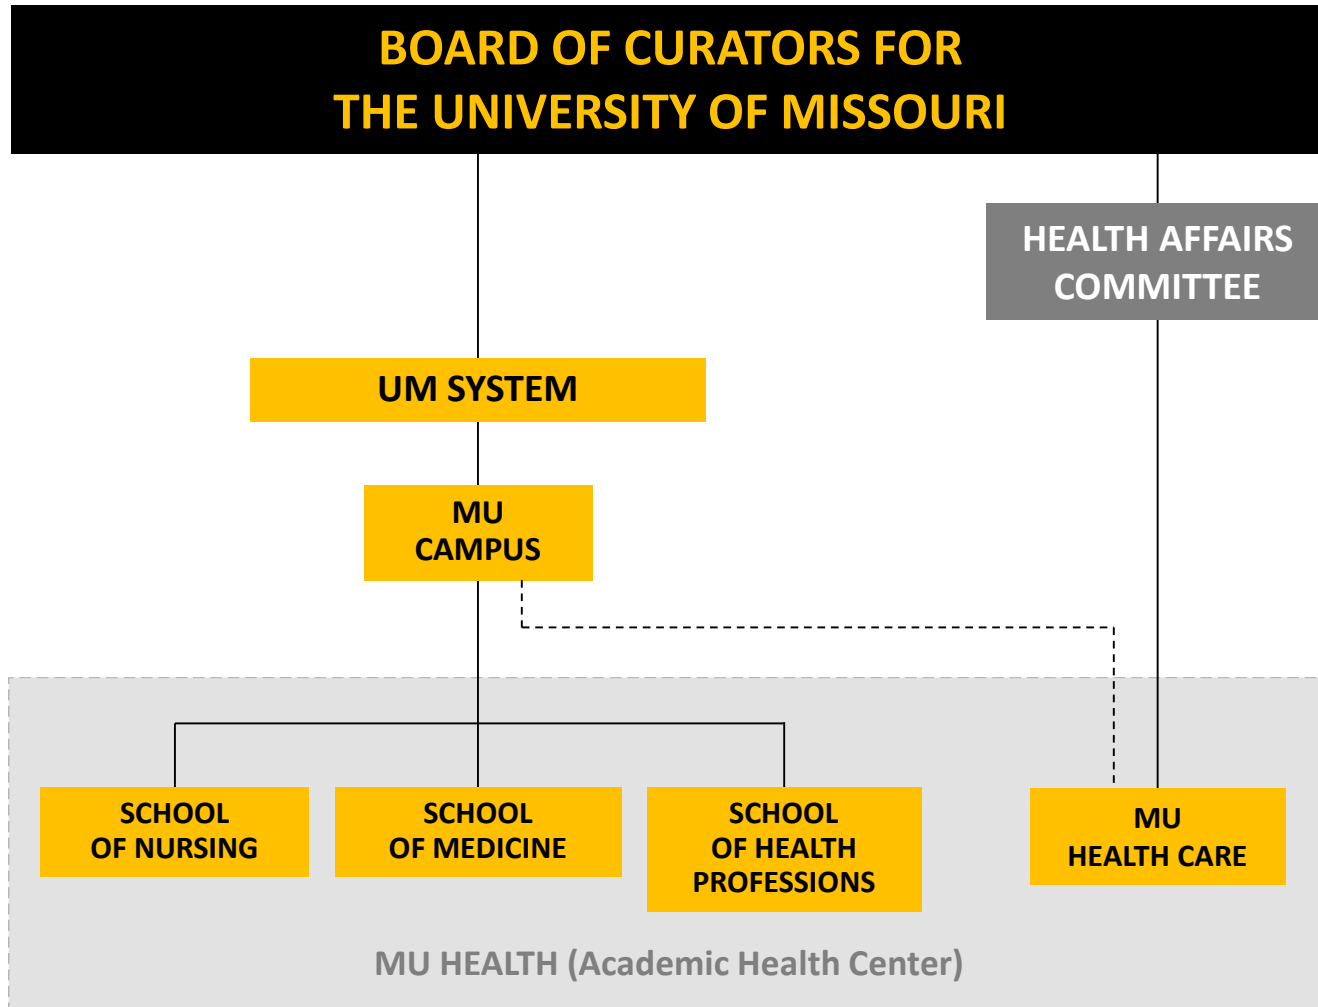 BOARD OF CURATORS FOR
THE UNIVERSITY OF MISSOURI
HEALTH AFFAIRS
COMMITTEE
UM SYSTEM
MU
CAMPUS
SCHOOL
OF NURSING
SCHOOL
OF MEDICINE
SCHOOL
OF HEALTH
PROFESSIONS
MU
HEALTH CARE
MU HEALTH (Academic Health Center)